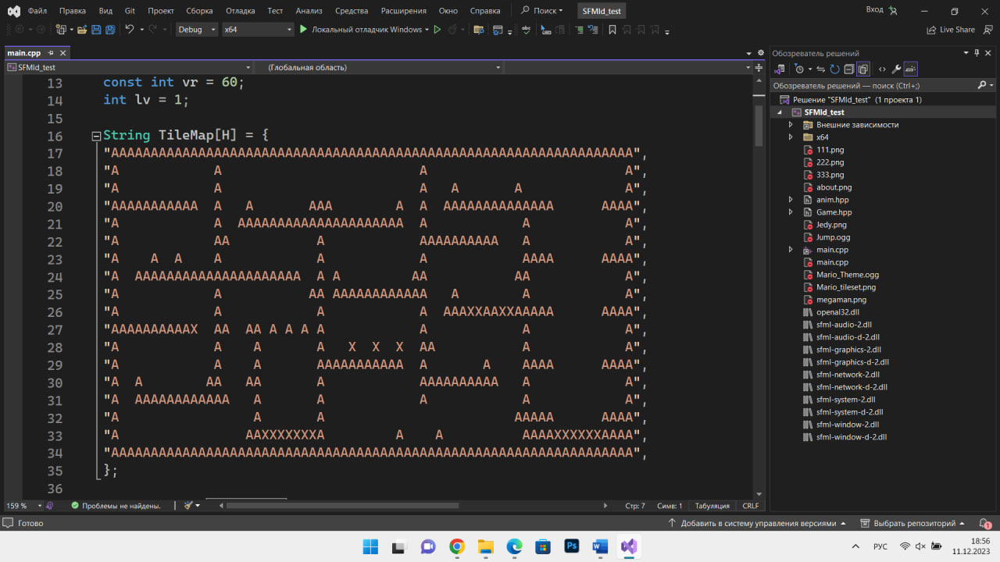 Файл Правка Вид Git Проект Сборка Отладка Тест Анализ Средства Расширения Окно Справка Поиск SFMld_test Вход
Debug x64 Локальный отладчик Windows Live Share
main.cpp
SFMld_test (Глобальная область)
13 const int vr = 60;
14 int lv = 1;
15
16 String TileMap[H] = {
17 "AAAAAAAAAAAAAAAAAAAAAAAAAAAAAAAAAAAAAAAAAAAAAAAAAAAAAAAAAAAAAAAAAA",
18 "A            A                         A                         A",
19 "A            A                         A   A       A             A",
20 "AAAAAAAAAAA  A   A       AAA        A  A  AAAAAAAAAAAAAA      AAAA",
21 "A            A  AAAAAAAAAAAAAAAAAAAAA  A            A            A",
22 "A            AA           A            AAAAAAAAAA   A            A",
23 "A    A  A    A            A            A            AAAA      AAAA",
24 "A  AAAAAAAAAAAAAAAAAAAAA  A A         AA           AA            A",
25 "A            A           AA AAAAAAAAAAAA   A        A            A",
26 "A            A            A            A  AAAXXAAXXAAAAA      AAAA",
27 "AAAAAAAAAAX  AA  AA A A A A            A            A            A",
28 "A            A    A       A   X  X  X  AA           A            A",
29 "A            A    A       AAAAAAAAAAA  A       A    AAAA      AAAA",
30 "A  A        AA   AA       A            AAAAAAAAAA   A            A",
31 "A  AAAAAAAAAAAA   A       A            A            A            A",
32 "A                 A       A                        AAAAA      AAAA",
33 "A                AAXXXXXXXA         A    A          AAAAXXXXXXAAAA",
34 "AAAAAAAAAAAAAAAAAAAAAAAAAAAAAAAAAAAAAAAAAAAAAAAAAAAAAAAAAAAAAAAAAA",
35 };
36
159 % Проблемы не найдены. Стр: 7 Симв: 1 Табуляция CRLF
Обозреватель решений
Обозреватель решений — поиск (Ctrl+;)
Решение "SFMld_test" (1 проекта 1)
SFMld_test
Внешние зависимости
x64
111.png
222.png
333.png
about.png
anim.hpp
Game.hpp
Jedy.png
Jump.ogg
main.cpp
main.cpp
Mario_Theme.ogg
Mario_tileset.png
megaman.png
openal32.dll
sfml-audio-2.dll
sfml-audio-d-2.dll
sfml-graphics-2.dll
sfml-graphics-d-2.dll
sfml-network-2.dll
sfml-network-d-2.dll
sfml-system-2.dll
sfml-system-d-2.dll
sfml-window-2.dll
sfml-window-d-2.dll
Готово Добавить в систему управления версиями Выбрать репозиторий 1
Ps W РУС 18:56
11.12.2023